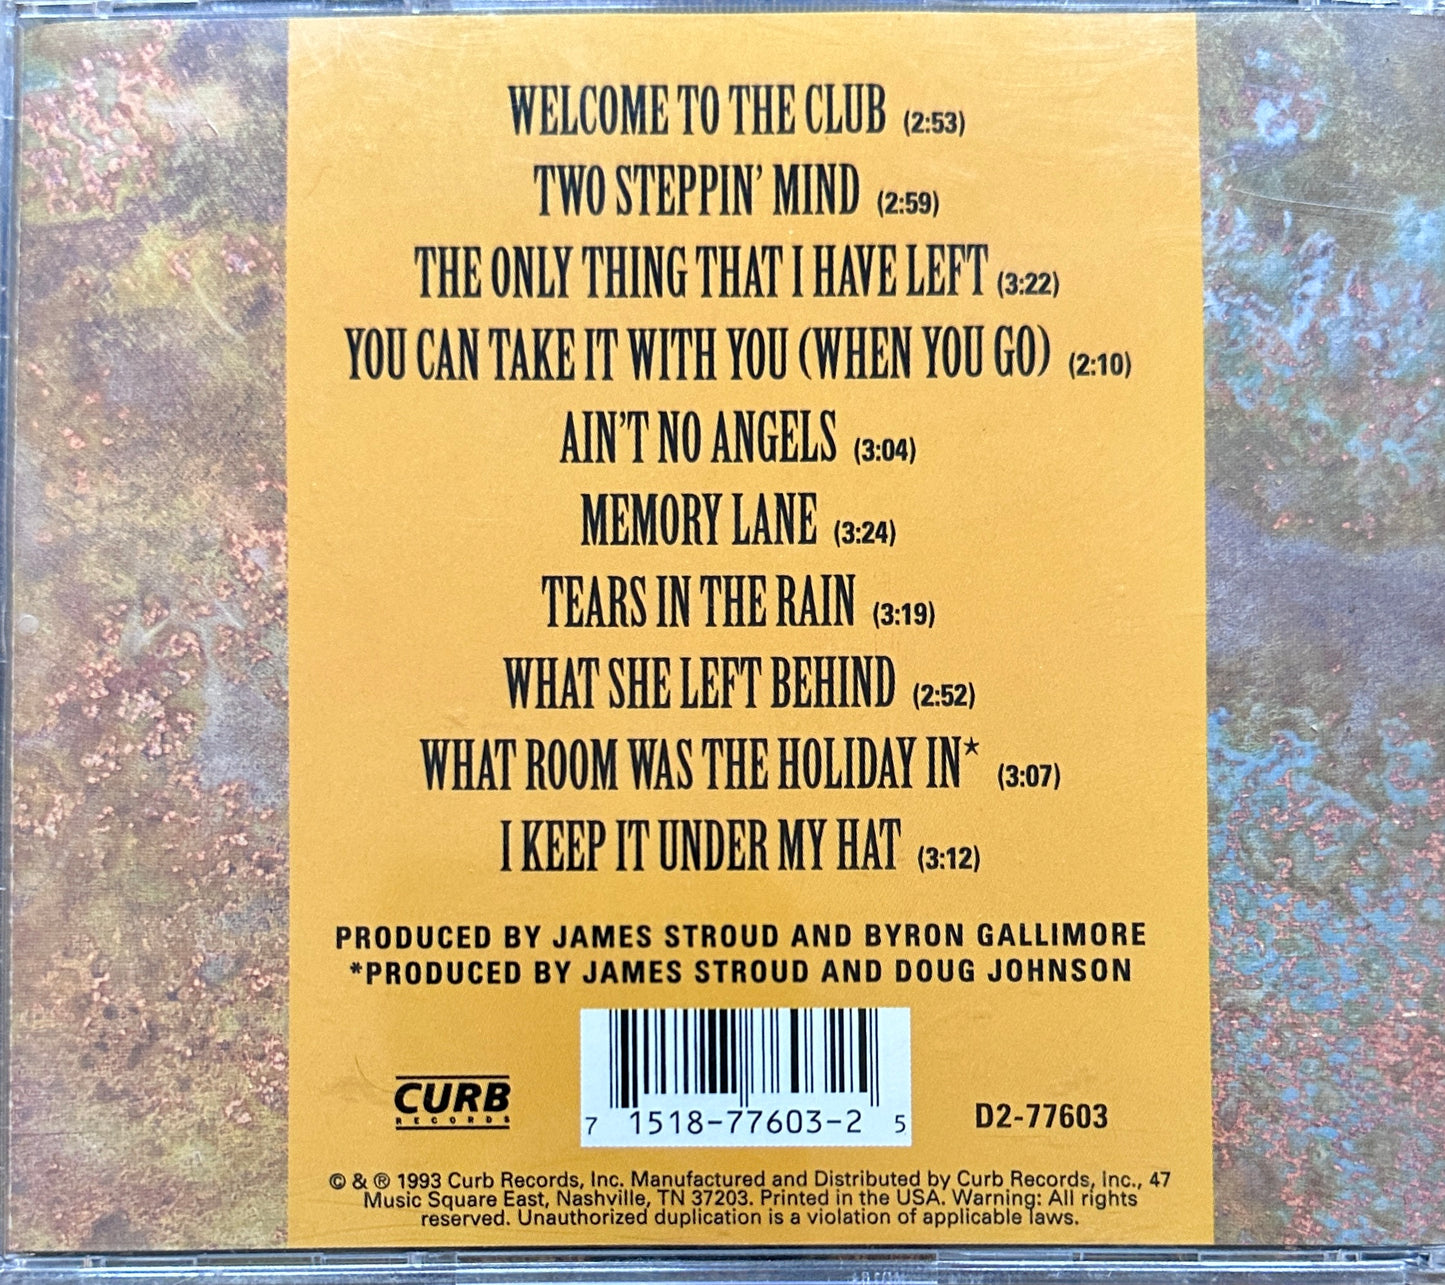 WELCOME TO THE CLUB (2:53)
TWO STEPPIN' MIND (2:59)
THE ONLY THING THAT I HAVE LEFT (3:22)
YOU CAN TAKE IT WITH YOU (WHEN YOU GO) (2:10)
AIN'T NO ANGELS (3:04)
MEMORY LANE (3:24)
TEARS IN THE RAIN (3:19)
WHAT SHE LEFT BEHIND (2:52)
WHAT ROOM WAS THE HOLIDAY IN* (3:07)
I KEEP IT UNDER MY HAT (3:12)
PRODUCED BY JAMES STROUD AND BYRON GALLIMORE
*PRODUCED BY JAMES STROUD AND DOUG JOHNSON
CURB
RECORDS
7 1518-77603-2 5
D2-77603
© & ℗ 1993 Curb Records, Inc. Manufactured and Distributed by Curb Records, Inc., 47
Music Square East, Nashville, TN 37203. Printed in the USA. Warning: All rights
reserved. Unauthorized duplication is a violation of applicable laws.